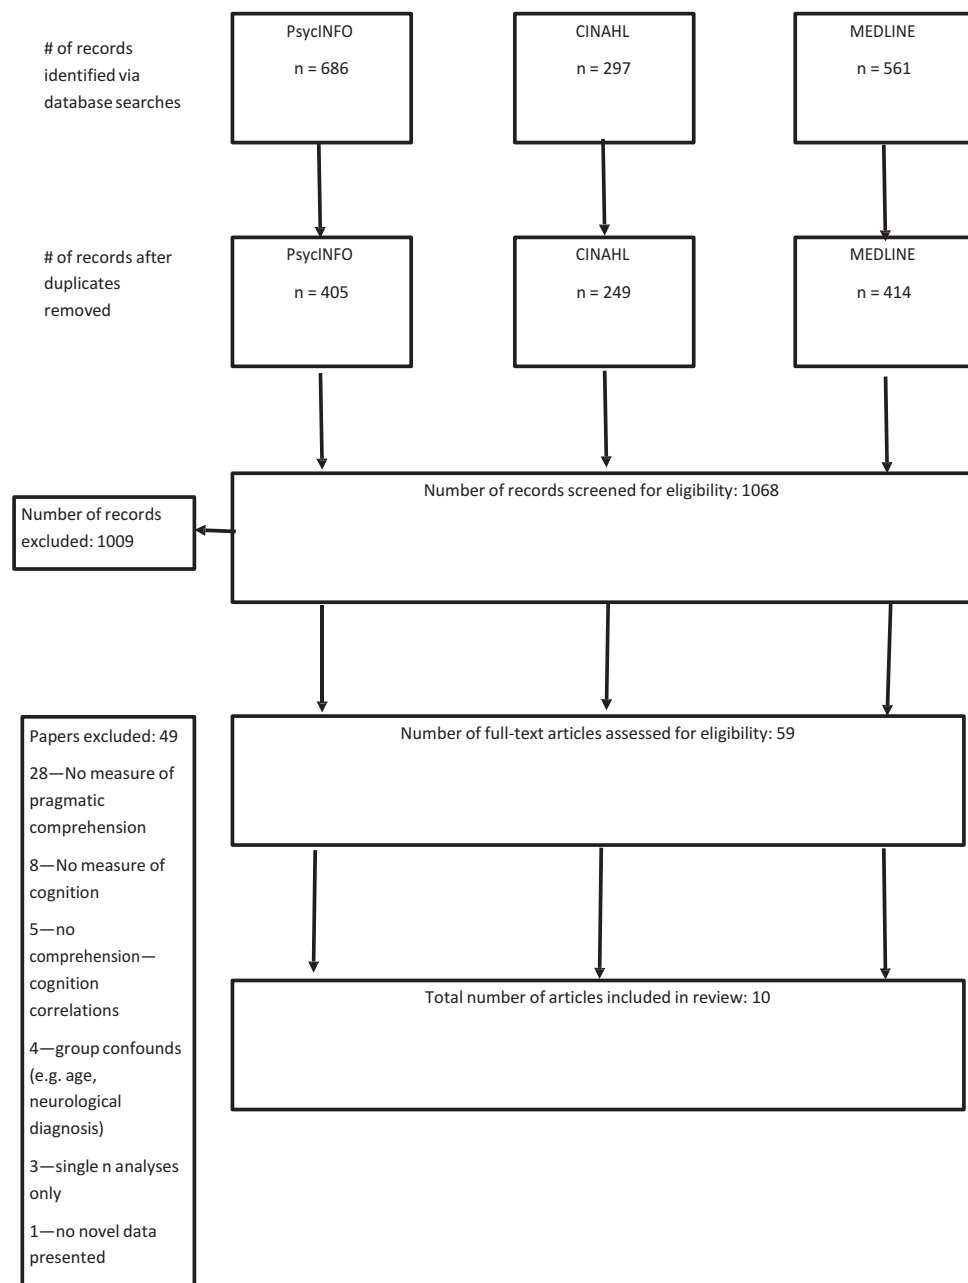 # of records
identified via
database searches
PsycINFO
n = 686
CINAHL
n = 297
MEDLINE
n = 561
# of records after
duplicates
removed
PsycINFO
n = 405
CINAHL
n = 249
MEDLINE
n = 414
Number of records screened for eligibility: 1068
Number of records
excluded: 1009
Number of full-text articles assessed for eligibility: 59
Papers excluded: 49
28—No measure of
pragmatic
comprehension
8—No measure of
cognition
5—no
comprehension—
cognition
correlations
4—group confounds
(e.g. age,
neurological
diagnosis)
3—single n analyses
only
1—no novel data
presented
Total number of articles included in review: 10